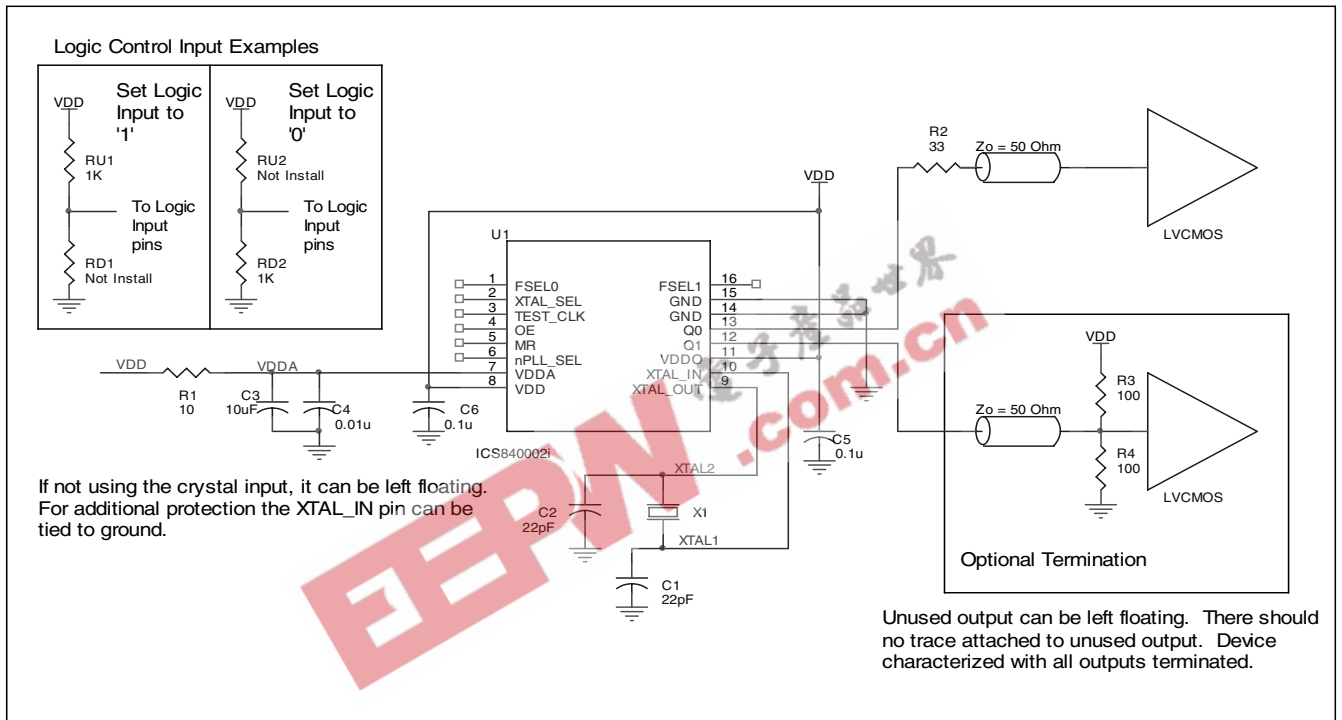 Logic Control Input Examples
VDD
Set Logic
Input to
'1'
RU1
1K
To Logic
Input
pins
RD1
Not Install
VDD
Set Logic
Input to
'0'
RU2
Not Install
To Logic
Input
pins
RD2
1K
VDD
R1
10
VDDA
C3
10uF
C4
0.01u
C6
0.1u
U1
1
2
3
4
5
6
7
8
FSEL0
XTAL_SEL
TEST_CLK
OE
MR
nPLL_SEL
VDDA
VDD
FSEL1
GND
GND
Q0
Q1
VDDO
XTAL_IN
XTAL_OUT
16
15
14
13
12
11
10
9
ICS840002i
VDD
C5
0.1u
XTAL2
C2
22pF
X1
XTAL1
C1
22pF
R2
33
Zo = 50 Ohm
LVCMOS
VDD
R3
100
Zo = 50 Ohm
R4
100
LVCMOS
Optional Termination
If not using the crystal input, it can be left floating.
For additional protection the XTAL_IN pin can be
tied to ground.
Unused output can be left floating. There should
no trace attached to unused output. Device
characterized with all outputs terminated.
EEPW
.com.cn
電子產品世界